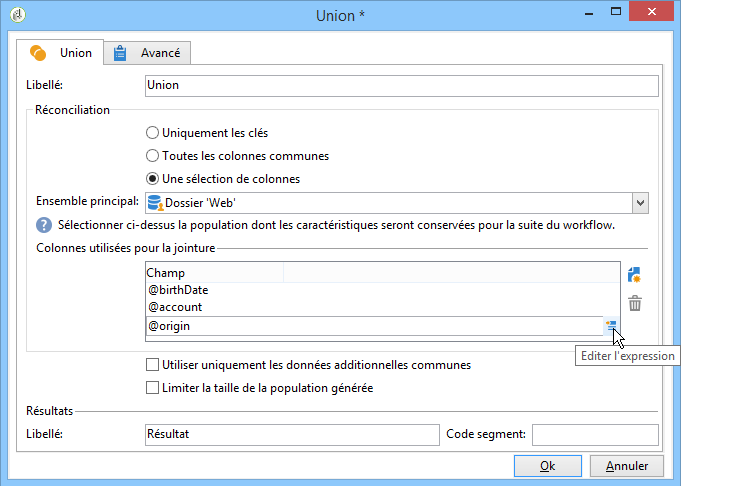 Union *
Union Avancé
Libellé: Union
Réconciliation
Uniquement les clés
Toutes les colonnes communes
Une sélection de colonnes
Ensemble principal: Dossier 'Web'
? Sélectionner ci-dessus la population dont les caractéristiques seront conservées pour la suite du workflow.
Colonnes utilisées pour la jointure
Champ
@birthDate
@account
@origin
Editer l'expression
Utiliser uniquement les données additionnelles communes
Limiter la taille de la population générée
Résultats
Libellé: Résultat Code segment:
Ok Annuler